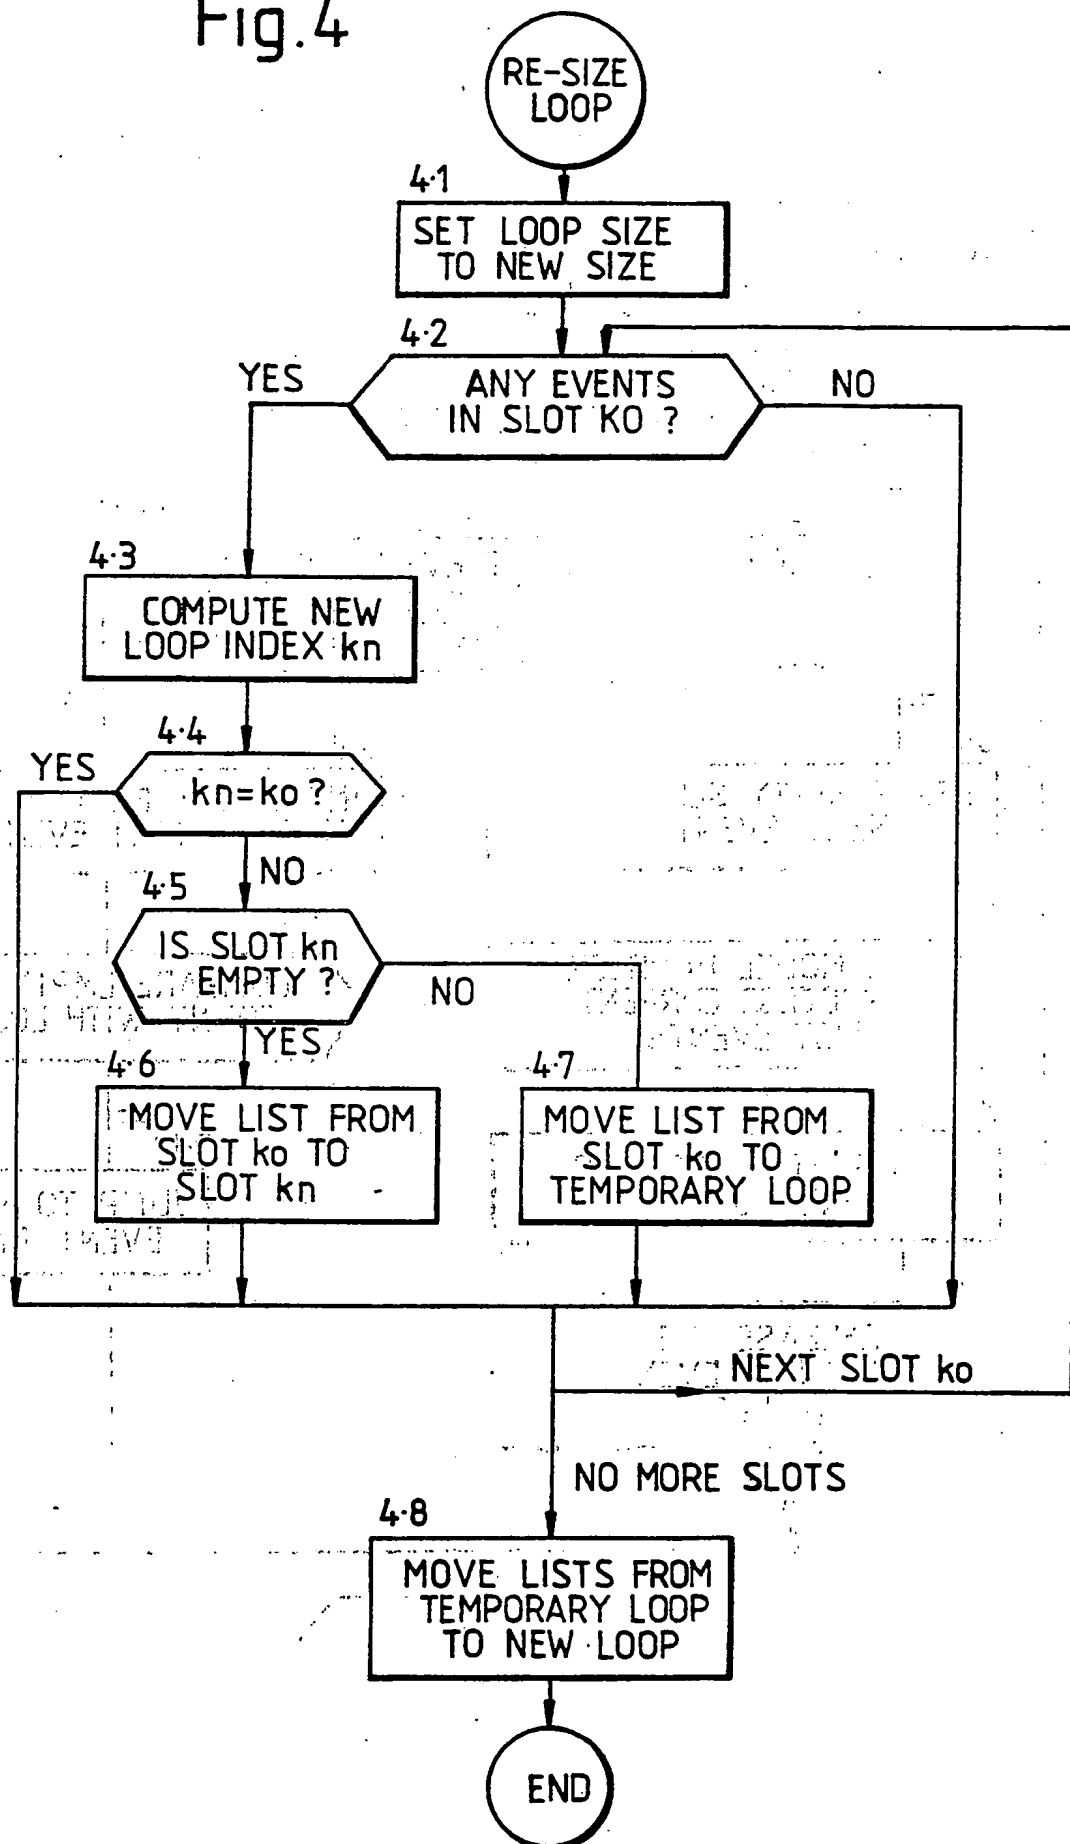 Fig.4
RE-SIZE
LOOP
4·1
SET LOOP SIZE
TO NEW SIZE
4·2
YES
ANY EVENTS
IN SLOT KO ?
NO
4·3
COMPUTE NEW
LOOP INDEX kn
4·4
YES
kn=ko ?
NO
4·5
IS SLOT kn
EMPTY ?
NO
YES
4·6
MOVE LIST FROM
SLOT ko TO
SLOT kn
4·7
MOVE LIST FROM
SLOT ko TO
TEMPORARY LOOP
NEXT SLOT ko
NO MORE SLOTS
4·8
MOVE LISTS FROM
TEMPORARY LOOP
TO NEW LOOP
END